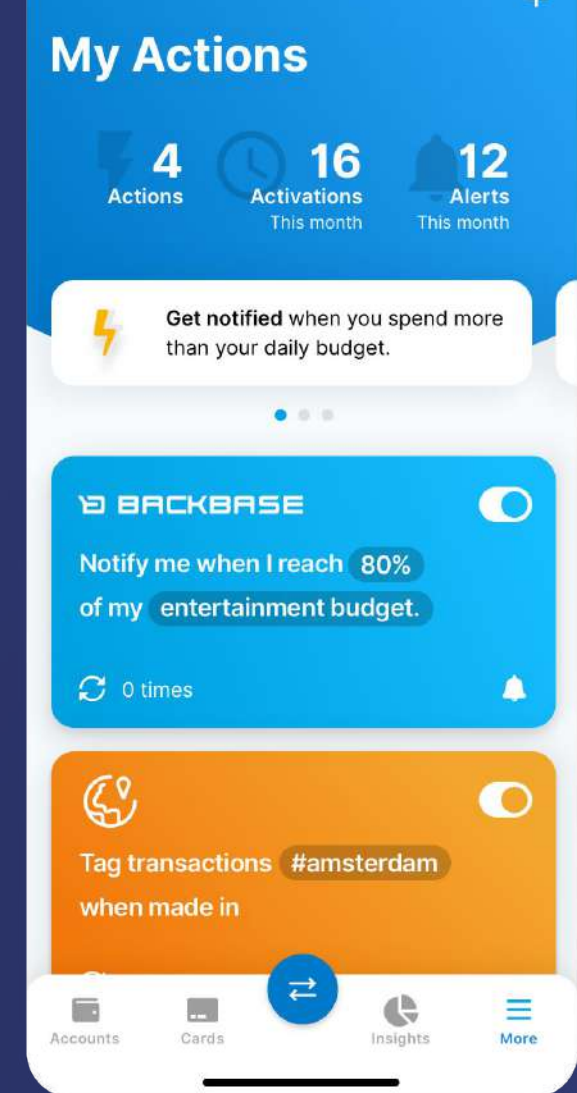 My Actions
4 16 12
Actions Activations Alerts
This month This month
Get notified when you spend more
than your daily budget.
BACKBASE
Notify me when I reach 80%
of my entertainment budget.
0 times
Tag transactions #amsterdam
when made in
Accounts Cards Insights More